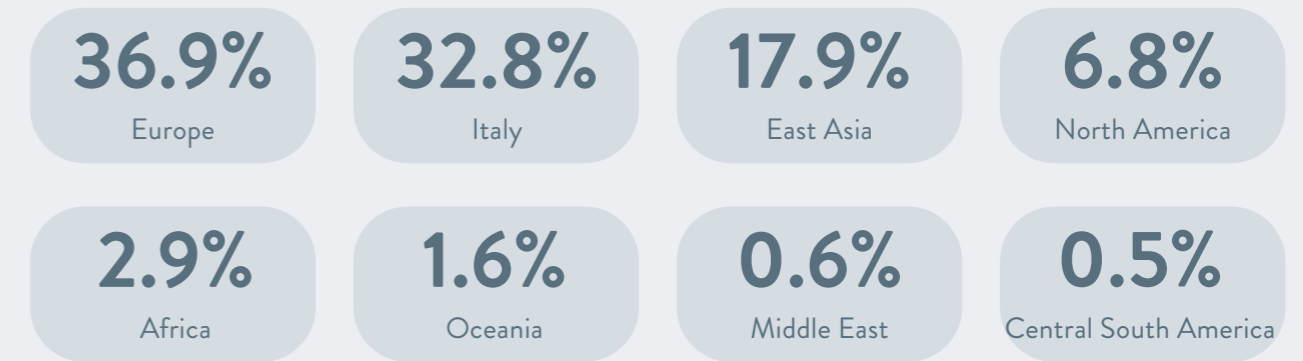 36.9%
Europe
32.8%
Italy
17.9%
East Asia
6.8%
North America
2.9%
Africa
1.6%
Oceania
0.6%
Middle East
0.5%
Central South America